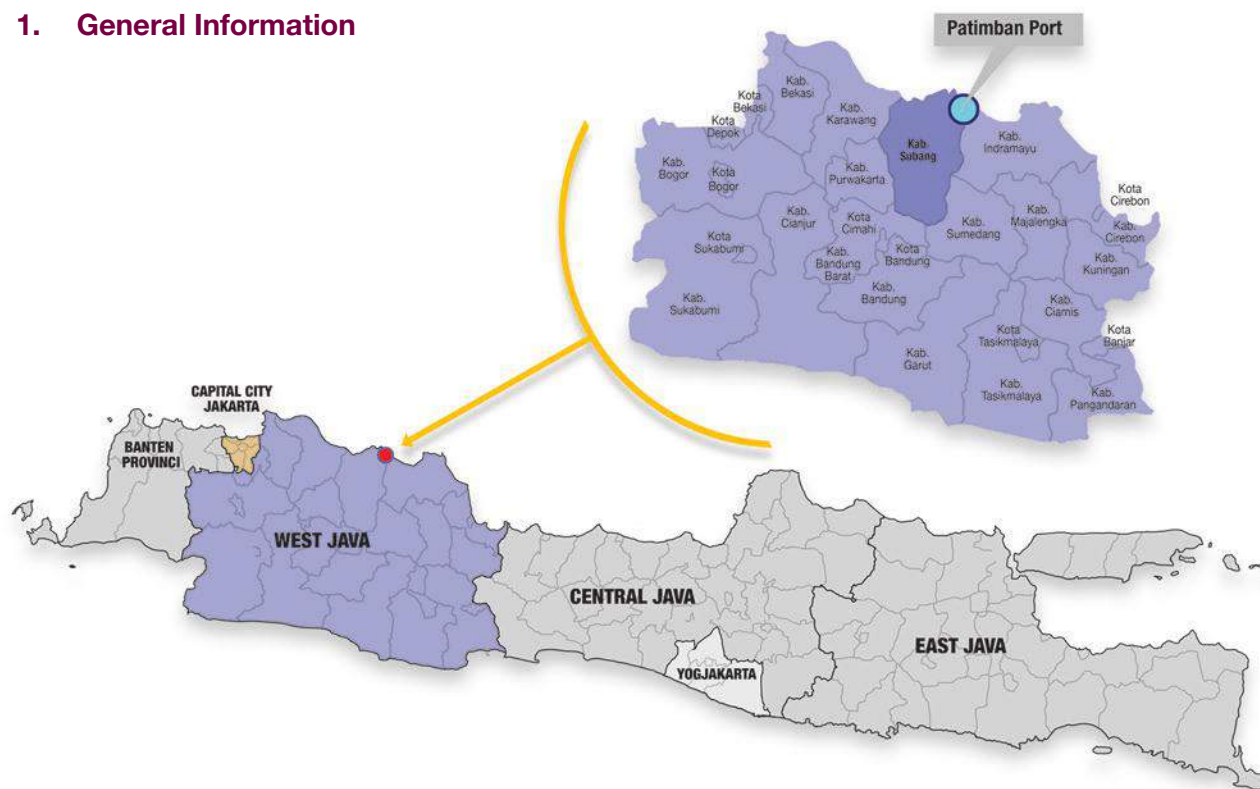 1. General Information
Patimban Port
Kab.
Bekasi
Kota
Bekasi
Kab.
Karawang
Kota
Depok
Kab.
Subang
Kab.
Indramayu
Kab.
Bogor
Kota
Bogor
Kab.
Purwakarta
Kota
Cirebon
Kab.
Cianjur
Kota
Cimahi
Kab.
Sumedang
Kab.
Majalengka
Kab.
Cirebon
Kota
Sukabumi
Kab.
Bandung
Barat
Kota
Bandung
Kab.
Kuningan
Kab.
Bandung
Kab.
Sukabumi
Kab.
Ciamis
Kota
Tasikmalaya
Kota
Banjar
Kab.
Garut
Kab.
Tasikmalaya
Kab.
Pangandaran
CAPITAL CITY
JAKARTA
BANTEN
PROVINCI
WEST JAVA
CENTRAL JAVA
YOGJAKARTA
EAST JAVA